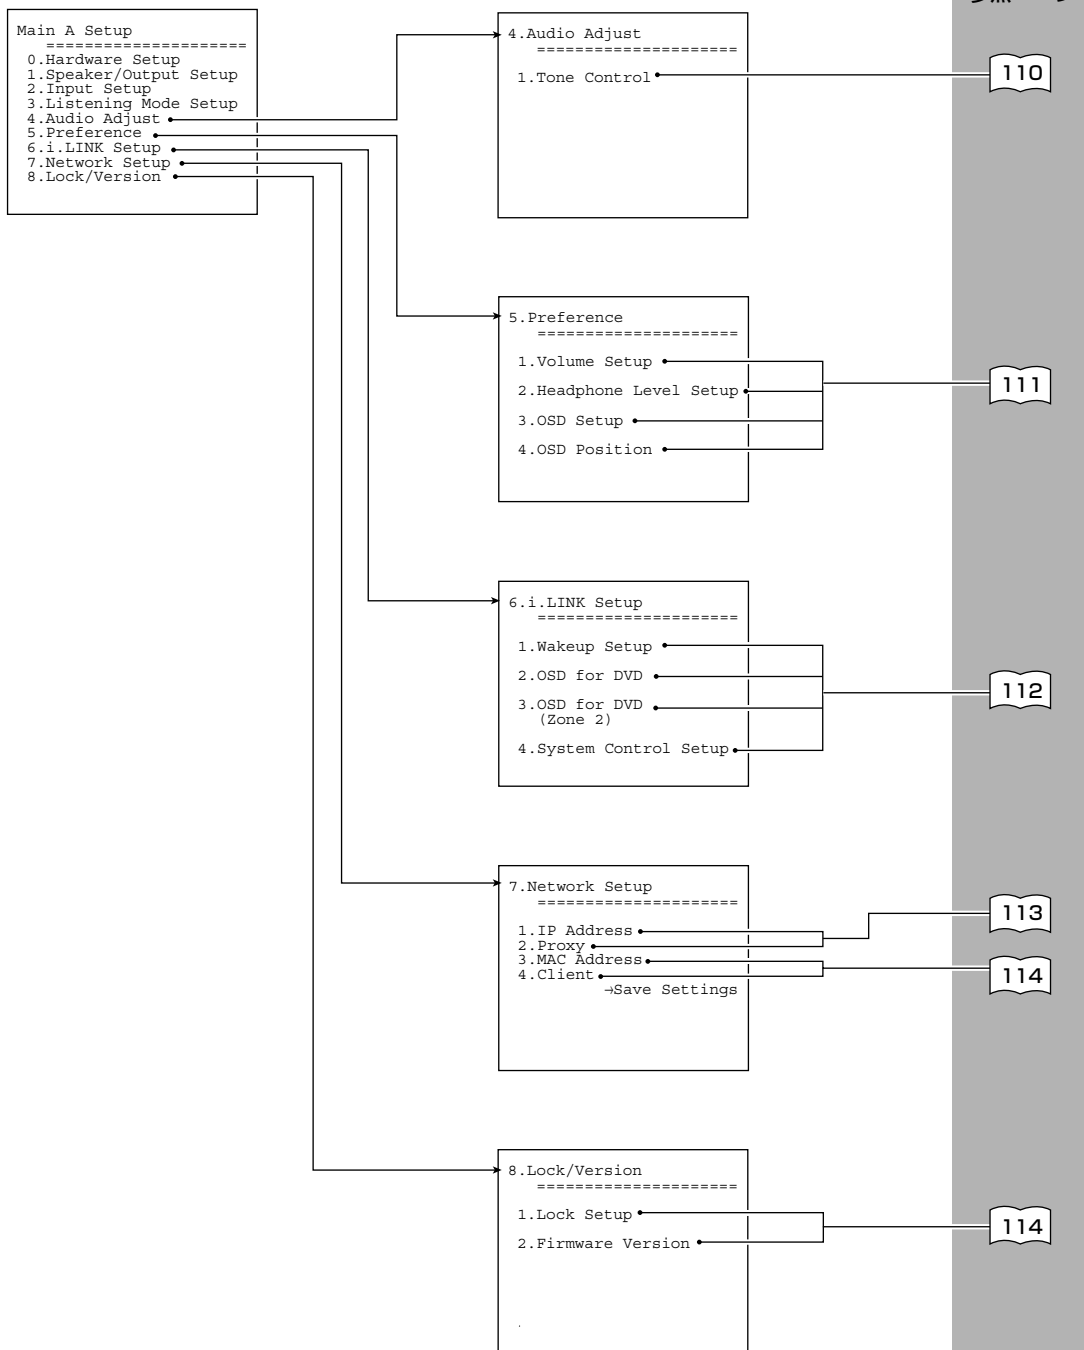 Main A Setup
=====================
0.Hardware Setup
1.Speaker/Output Setup
2.Input Setup
3.Listening Mode Setup
4.Audio Adjust
5.Preference
6.i.LINK Setup
7.Network Setup
8.Lock/Version
4.Audio Adjust
=====================
1.Tone Control
110
5.Preference
=====================
1.Volume Setup
2.Headphone Level Setup
3.OSD Setup
4.OSD Position
111
6.i.LINK Setup
=====================
1.Wakeup Setup
2.OSD for DVD
3.OSD for DVD
(Zone 2)
4.System Control Setup
112
7.Network Setup
=====================
1.IP Address
2.Proxy
3.MAC Address
4.Client
→Save Settings
113
114
8.Lock/Version
=====================
1.Lock Setup
2.Firmware Version
114